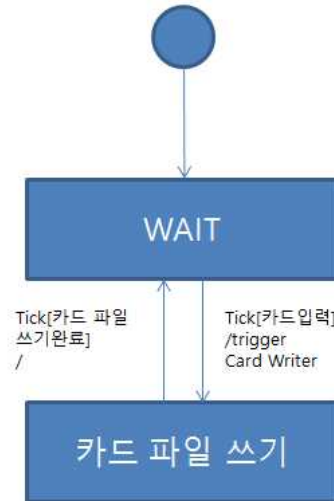 WAIT
Tick[카드 파일
쓰기완료]
/
Tick[카드입력]
/trigger
Card Writer
카드 파일 쓰기